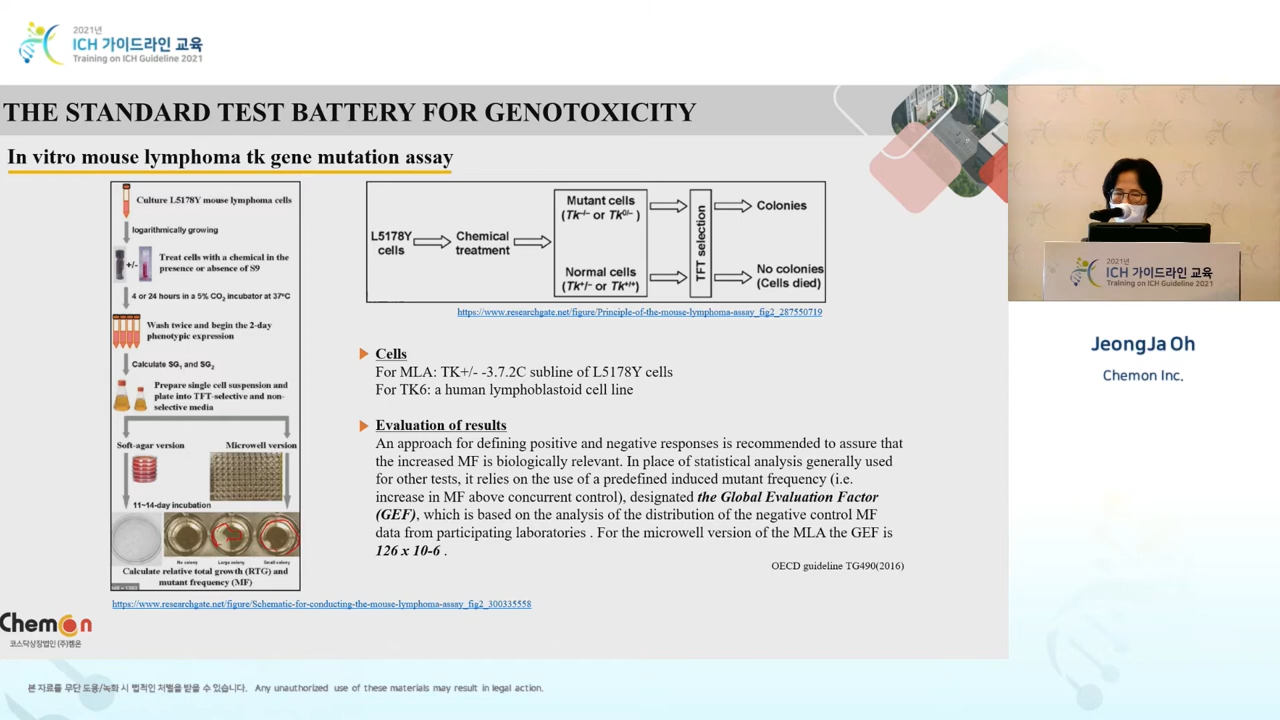 2021년
ICH 가이드라인 교육
Training on ICH Guideline 2021
THE STANDARD TEST BATTERY FOR GENOTOXICITY
In vitro mouse lymphoma tk gene mutation assay
Culture L5178Y mouse lymphoma cells
logarithmically growing
+/-
Treat cells with a chemical in the
presence or absence of S9
4 or 24 hours in a 5% CO2 incubator at 37°C
Wash twice and begin the 2-day
phenotypic expression
Calculate SG1 and SG2
Prepare single cell suspension and
plate into TFT-selective and non-
selective media
Soft-agar version
Microwell version
11~14-day incubation
No colony
Large colony
Small colony
Calculate relative total growth (RTG) and
mutant frequency (MF)
https://www.researchgate.net/figure/Schematic-for-conducting-the-mouse-lymphoma-assay_fig2_300335558
L5178Y
cells
Chemical
treatment
Mutant cells
(Tk-/- or Tk0/-)
Normal cells
(Tk+/- or Tk+/+)
TFT selection
Colonies
No colonies
(Cells died)
https://www.researchgate.net/figure/Principle-of-the-mouse-lymphoma-assay_fig2_287550719
Cells
For MLA: TK+/- -3.7.2C subline of L5178Y cells
For TK6: a human lymphoblastoid cell line
Evaluation of results
An approach for defining positive and negative responses is recommended to assure that
the increased MF is biologically relevant. In place of statistical analysis generally used
for other tests, it relies on the use of a predefined induced mutant frequency (i.e.
increase in MF above concurrent control), designated the Global Evaluation Factor
(GEF), which is based on the analysis of the distribution of the negative control MF
data from participating laboratories . For the microwell version of the MLA the GEF is
126 x 10-6 .
OECD guideline TG490(2016)
Chemon
코스닥상장법인 (주)켐온
2021년
ICH 가이드라인 교육
Training on ICH Guideline 2021
JeongJa Oh
Chemon Inc.
본 자료를 무단 도용/녹화 시 법적인 처벌을 받을 수 있습니다. Any unauthorized use of these materials may result in legal action.